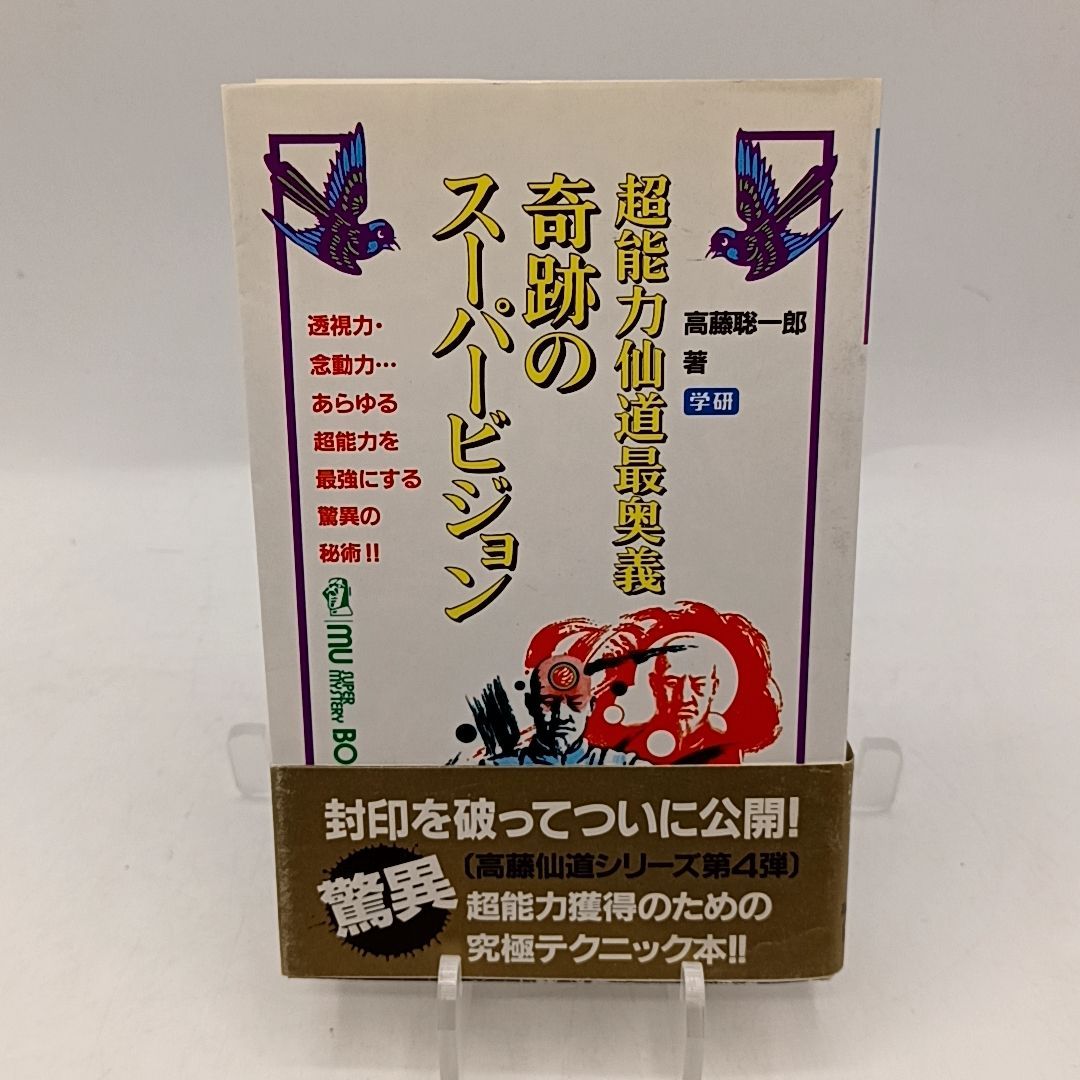 超能力仙道最奥義
奇跡の
スーパービジョン
高藤聡一郎
著
学研
透視力・
念動力…
あらゆる
超能力を
最強にする
驚異の
秘術!!
MU SUPER MYSTERY BO
封印を破ってついに公開!
驚異
(高藤仙道シリーズ第4弾)
超能力獲得のための
究極テクニック本!!